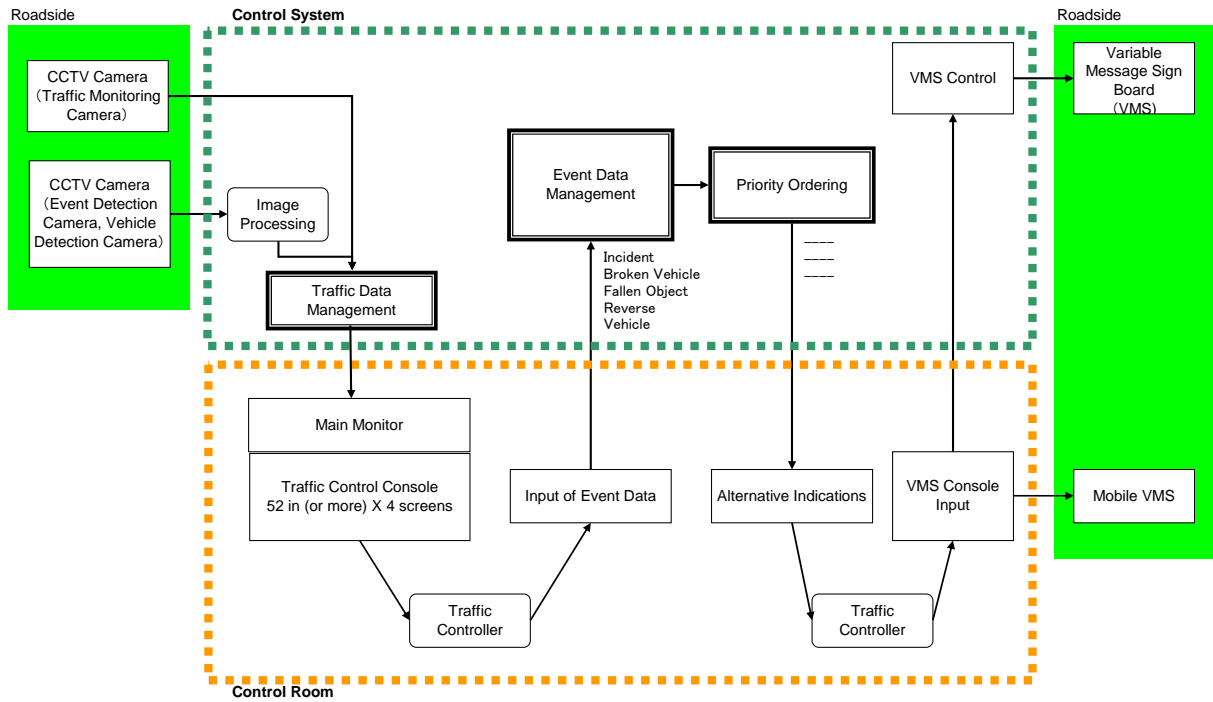 Roadside
Control System
Roadside
CCTV Camera
（Traffic Monitoring
Camera）
CCTV Camera
（Event Detection
Camera, Vehicle
Detection Camera）
Image
Processing
Traffic Data
Management
Event Data
Management
Incident
Broken Vehicle
Fallen Object
Reverse
Vehicle
Priority Ordering
____
____
____
VMS Control
Variable
Message Sign
Board
（VMS）
Main Monitor
Traffic Control Console
52 in (or more) X 4 screens
Input of Event Data
Alternative Indications
VMS Console
Input
Mobile VMS
Traffic
Controller
Traffic
Controller
Control Room